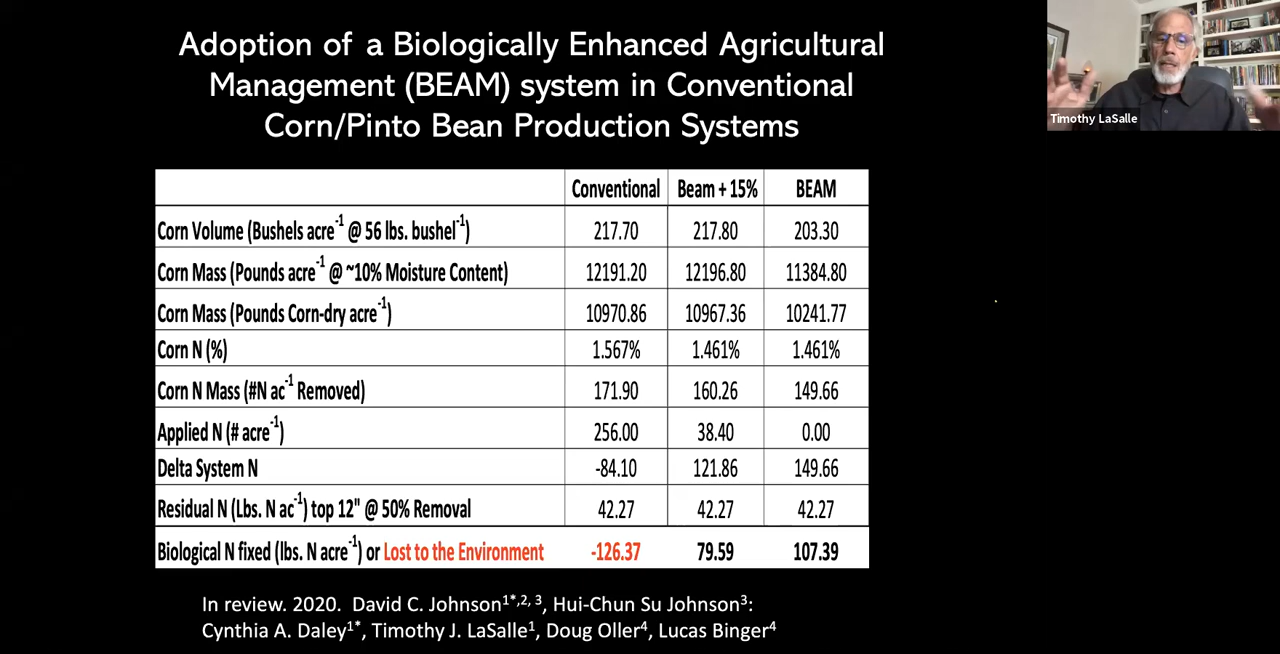 Adoption of a Biologically Enhanced Agricultural
Management (BEAM) system in Conventional
Corn/Pinto Bean Production Systems
Timothy LaSalle
Conventional Beam + 15% BEAM
Corn Volume (Bushels acre⁻¹ @ 56 lbs. bushel⁻¹) 217.70 217.80 203.30
Corn Mass (Pounds acre⁻¹ @ ~10% Moisture Content) 12191.20 12196.80 11384.80
Corn Mass (Pounds Corn-dry acre⁻¹) 10970.86 10967.36 10241.77
Corn N (%) 1.567% 1.461% 1.461%
Corn N Mass (#N ac⁻¹ Removed) 171.90 160.26 149.66
Applied N (# acre⁻¹) 256.00 38.40 0.00
Delta System N -84.10 121.86 149.66
Residual N (Lbs. N ac⁻¹) top 12" @ 50% Removal 42.27 42.27 42.27
Biological N fixed (lbs. N acre⁻¹) or Lost to the Environment -126.37 79.59 107.39
In review. 2020. David C. Johnson¹*,², ³, Hui-Chun Su Johnson³:
Cynthia A. Daley¹*, Timothy J. LaSalle¹, Doug Oller⁴, Lucas Binger⁴